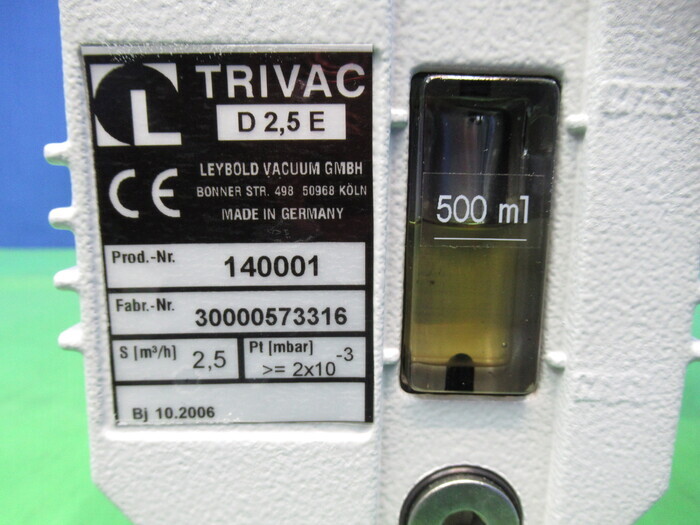 L
TRIVAC
D 2,5 E
LEYBOLD VACUUM GMBH
BONNER STR. 498 50968 KÖLN
MADE IN GERMANY
CE
Prod.-Nr. 140001
Fabr.-Nr. 30000573316
S [m³/h] 2,5 Pt [mbar] >= 2x10⁻³
Bj 10.2006
500 ml